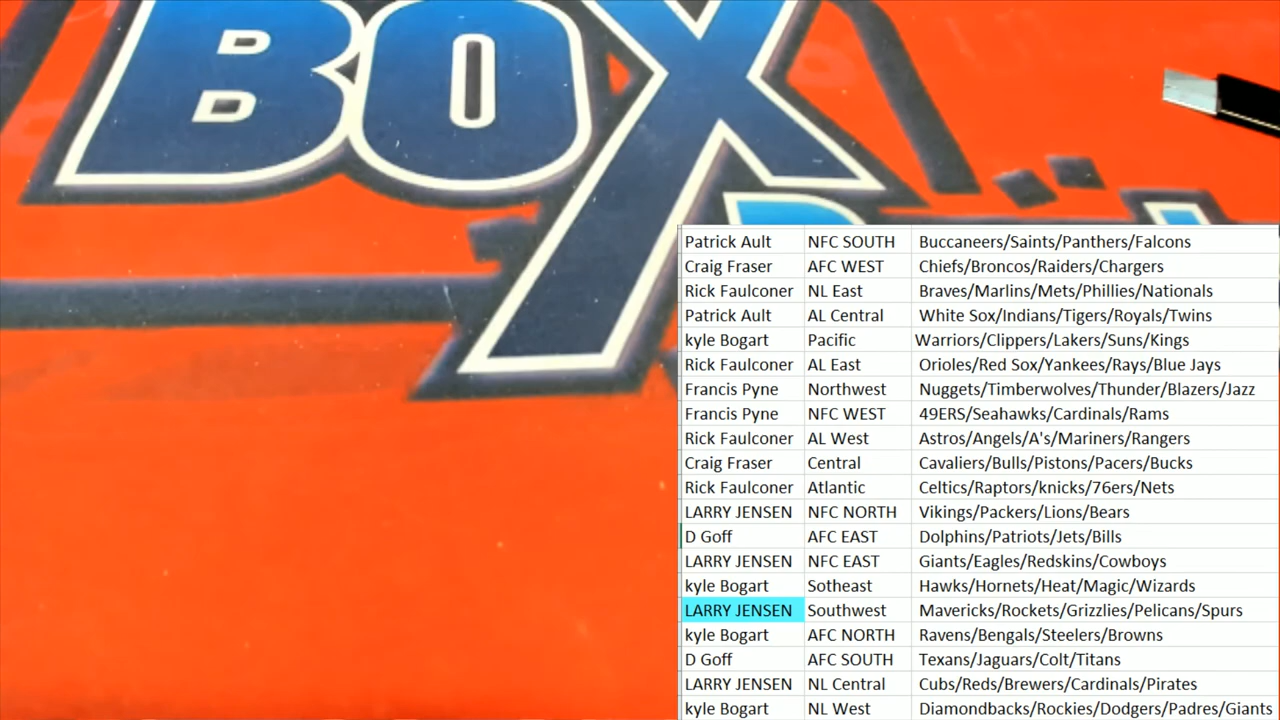 BOX
Patrick Ault NFC SOUTH Buccaneers/Saints/Panthers/Falcons
Craig Fraser AFC WEST Chiefs/Broncos/Raiders/Chargers
Rick Faulconer NL East Braves/Marlins/Mets/Phillies/Nationals
Patrick Ault AL Central White Sox/Indians/Tigers/Royals/Twins
kyle Bogart Pacific Warriors/Clippers/Lakers/Suns/Kings
Rick Faulconer AL East Orioles/Red Sox/Yankees/Rays/Blue Jays
Francis Pyne Northwest Nuggets/Timberwolves/Thunder/Blazers/Jazz
Francis Pyne NFC WEST 49ERS/Seahawks/Cardinals/Rams
Rick Faulconer AL West Astros/Angels/A's/Mariners/Rangers
Craig Fraser Central Cavaliers/Bulls/Pistons/Pacers/Bucks
Rick Faulconer Atlantic Celtics/Raptors/knicks/76ers/Nets
LARRY JENSEN NFC NORTH Vikings/Packers/Lions/Bears
D Goff AFC EAST Dolphins/Patriots/Jets/Bills
LARRY JENSEN NFC EAST Giants/Eagles/Redskins/Cowboys
kyle Bogart Sotheast Hawks/Hornets/Heat/Magic/Wizards
LARRY JENSEN Southwest Mavericks/Rockets/Grizzlies/Pelicans/Spurs
kyle Bogart AFC NORTH Ravens/Bengals/Steelers/Browns
D Goff AFC SOUTH Texans/Jaguars/Colt/Titans
LARRY JENSEN NL Central Cubs/Reds/Brewers/Cardinals/Pirates
kyle Bogart NL West Diamondbacks/Rockies/Dodgers/Padres/Giants